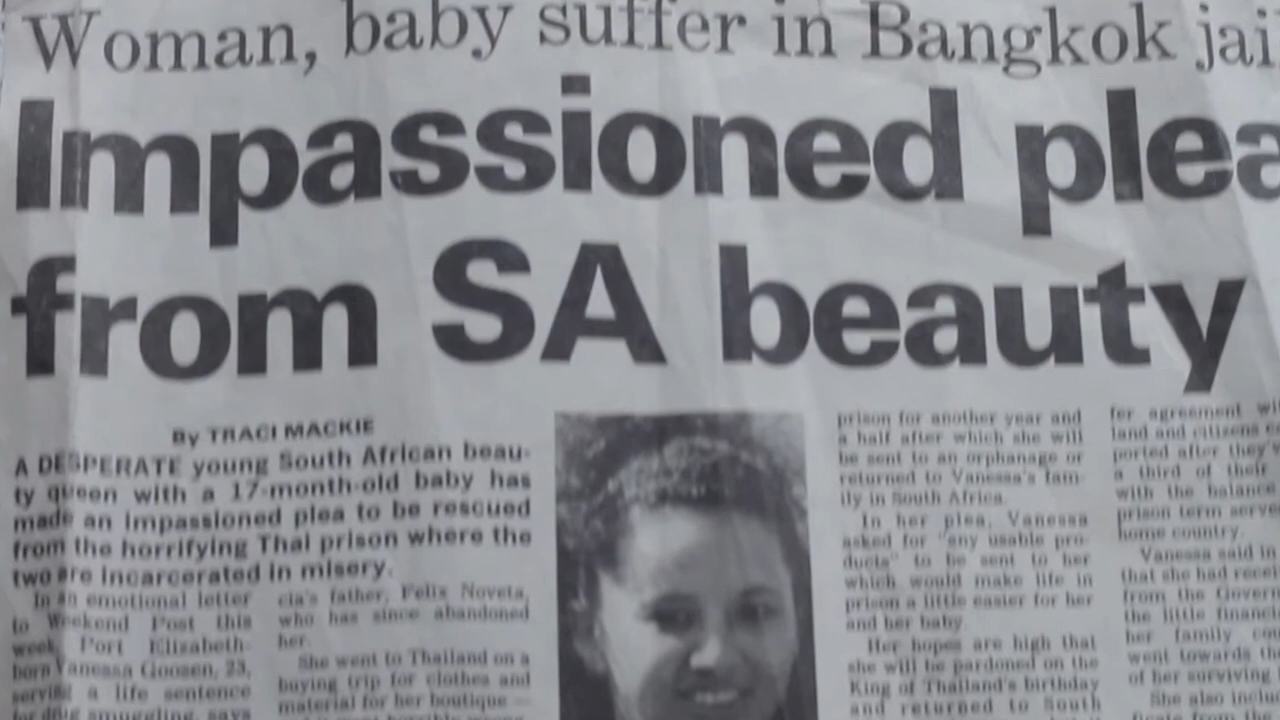 Woman, baby suffer in Bangkok jai
Impassioned plea
from SA beauty
By TRACI MACKIE
A DESPERATE young South African beau-
ty queen with a 17-month-old baby has
made an impassioned plea to be rescued
from the horrifying Thai prison where the
two are incarcerated in misery.
In an emotional letter
to Weekend Post this
week, Port Elizabeth-
born Vanessa Goosen, 23,
serving a life sentence
for drug smuggling, says
cia's father, Felix Noveta,
who has since abandoned
her.
She went to Thailand on a
buying trip for clothes and
material for her boutique —
prison for another year and
a half after which she will
be sent to an orphanage or
returned to Vanessa's fam-
ily in South Africa.
In her plea, Vanessa
asked for "any usable pro-
ducts" to be sent to her
which would make life in
prison a little easier for her
and her baby.
Her hopes are high that
she will be pardoned on the
King of Thailand's birthday
and returned to South
fer agreement
land and citizens
ported after they
a third of their
with the balance
prison term serve
home country.
Vanessa said in
that she had recei
from the Govern
the little financi
her family con
went towards the
of her surviving
She also inclu